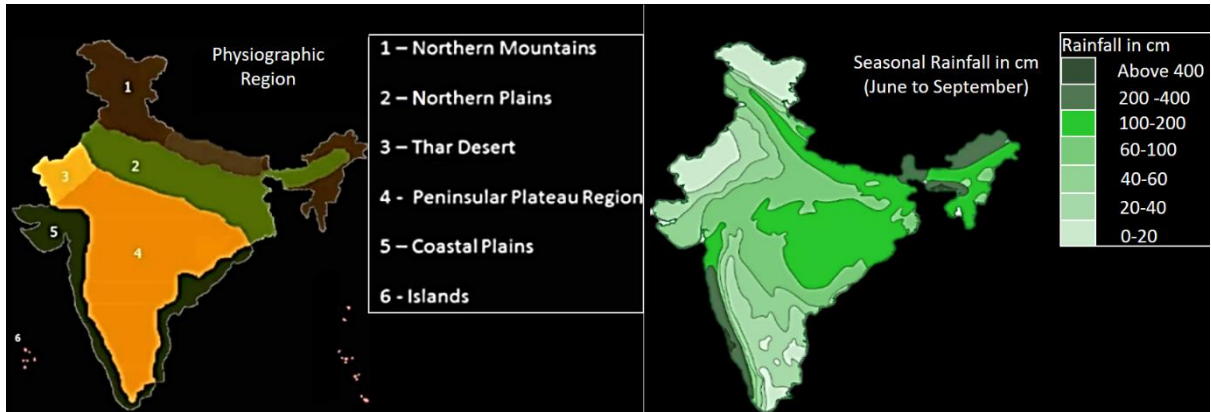 Physiographic
Region
1
2
3
4
5
6
1 – Northern Mountains
2 – Northern Plains
3 – Thar Desert
4 - Peninsular Plateau Region
5 – Coastal Plains
6 - Islands
Seasonal Rainfall in cm
(June to September)
Rainfall in cm
Above 400
200 -400
100-200
60-100
40-60
20-40
0-20